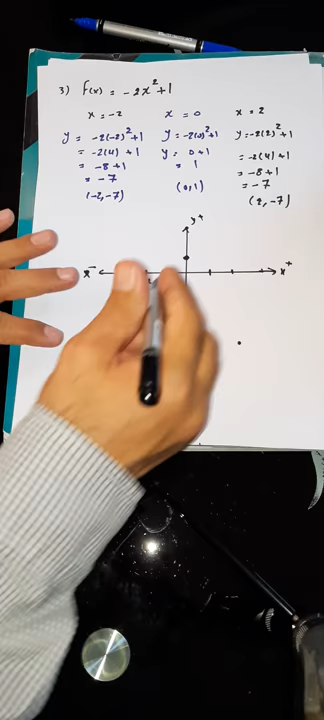 3) f(x) = -2x²+1
x = -2
y = -2(-2)²+1
= -2(4)+1
= -8+1
= -7
(-2,-7)
x = 0
y = -2(0)²+1
y = 0+1
= 1
(0,1)
x = 2
y = -2(2)²+1
= -2(4)+1
= -8+1
= -7
(2,-7)
y⁺
x⁻
x⁺